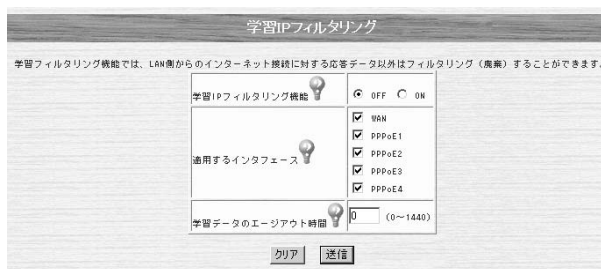 学習IPフィルタリング
学習フィルタリング機能では、LAN側からのインターネット接続に対する応答データ以外はフィルタリング（廃棄）することができます。
学習IPフィルタリング機能 OFF ON
適用するインタフェース
WAN
PPPoE1
PPPoE2
PPPoE3
PPPoE4
学習データのエージアウト時間 0 (0～1440)
クリア 送信